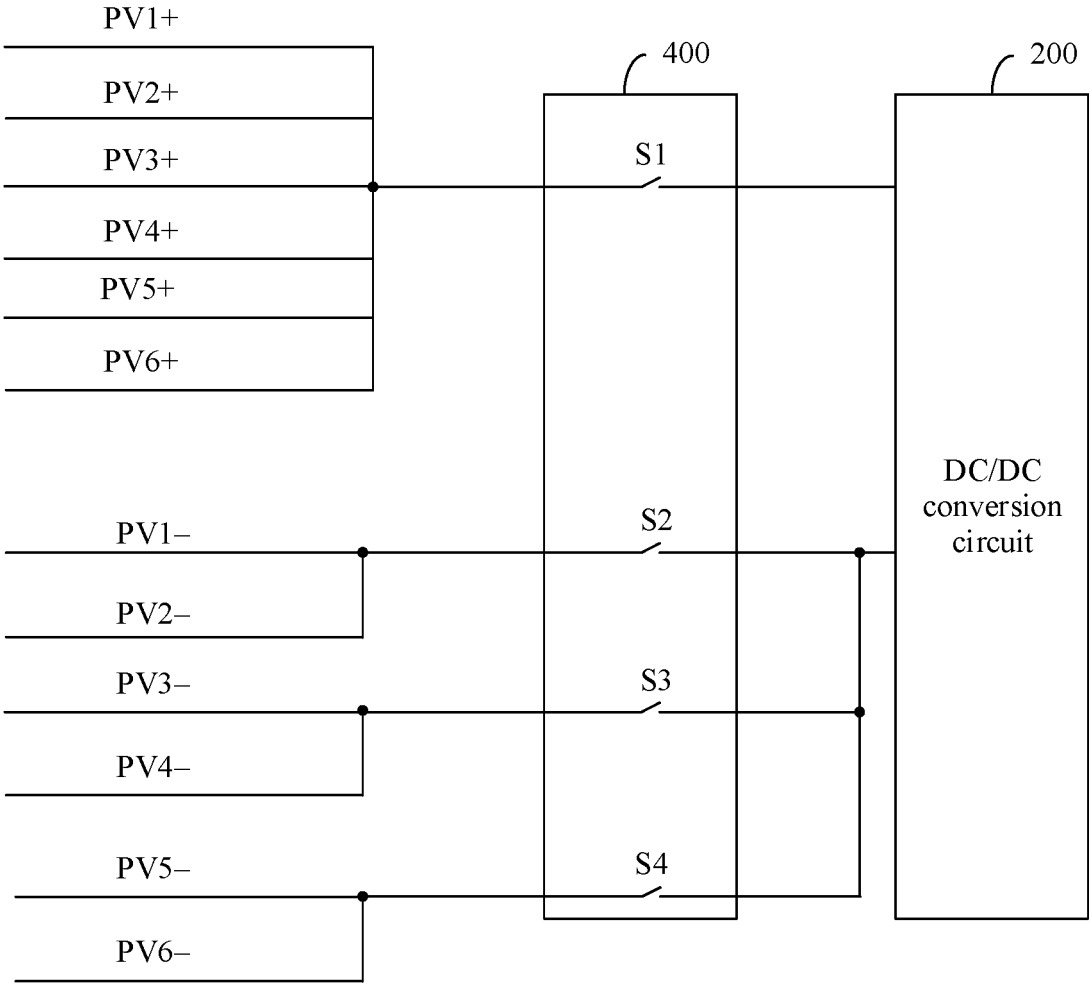 PV1+
400
200
PV2+
S1
PV3+
PV4+
PV5+
PV6+
DC/DC
conversion
circuit
S2
PV1–
PV2–
S3
PV3–
PV4–
S4
PV5–
PV6–